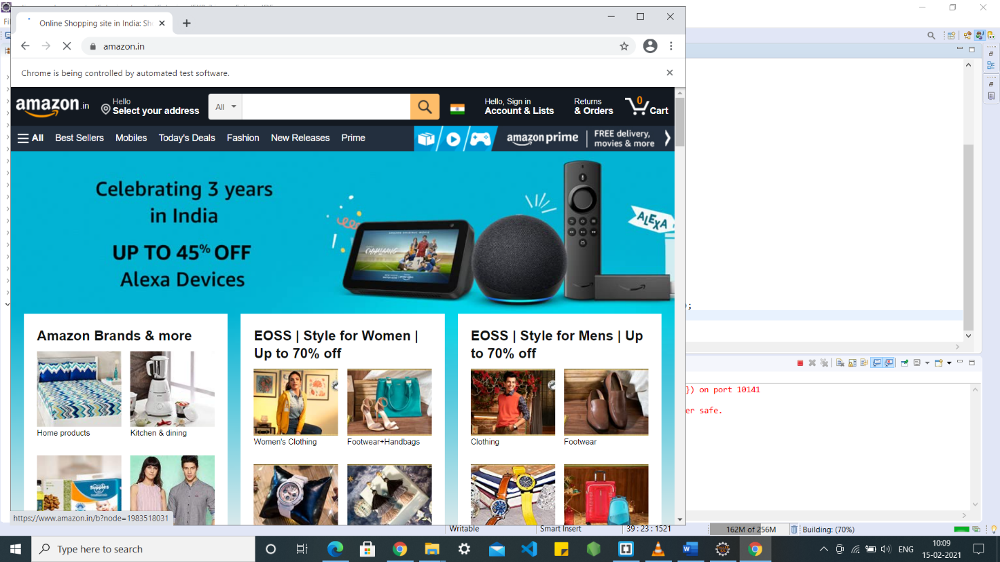 Online Shopping site in India: Sh
amazon.in
Chrome is being controlled by automated test software.
amazon.in
Hello
Select your address
All
Hello, Sign in
Account & Lists
Returns
& Orders
0
Cart
All
Best Sellers
Mobiles
Today's Deals
Fashion
New Releases
Prime
amazon prime
FREE delivery,
movies & more
Celebrating 3 years
in India
UP TO 45% OFF
Alexa Devices
ALEXA
Amazon Brands & more
Home products
Kitchen & dining
EOSS | Style for Women |
Up to 70% off
Women's Clothing
Footwear+Handbags
EOSS | Style for Mens | Up
to 70% off
Clothing
Footwear
https://www.amazon.in/b?node=1983518031
);
}) on port 10141
er safe.
Writable
Smart Insert
39 : 23 : 1521
162M of 256M
Building: (70%)
Type here to search
ENG
10:09
15-02-2021